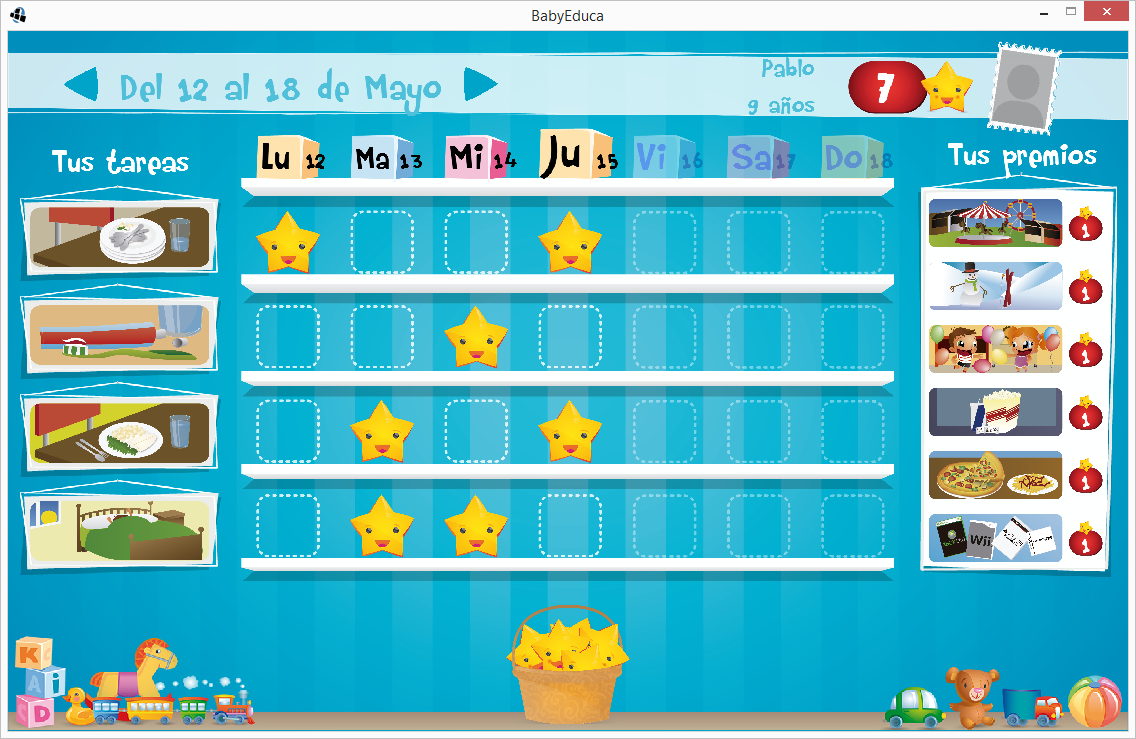 BabyEduca
Del 12 al 18 de Mayo
Pablo
9 años
7
Tus tareas
Lu 12 Ma 13 Mi 14 Ju 15 Vi 16 Sa 17 Do 18
Tus premios
1
1
1
1
1
Wii
1
K
A i
D